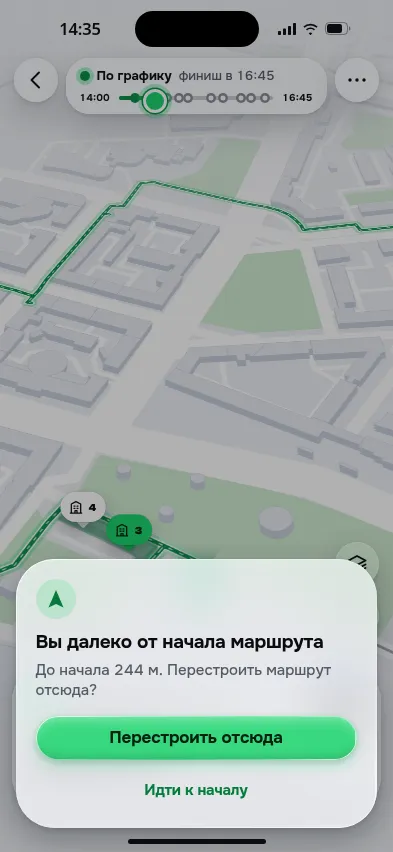 14:35
По графику финиш в 16:45
14:00 16:45
4
3
Вы далеко от начала маршрута
До начала 244 м. Перестроить маршрут
отсюда?
Перестроить отсюда
Идти к началу